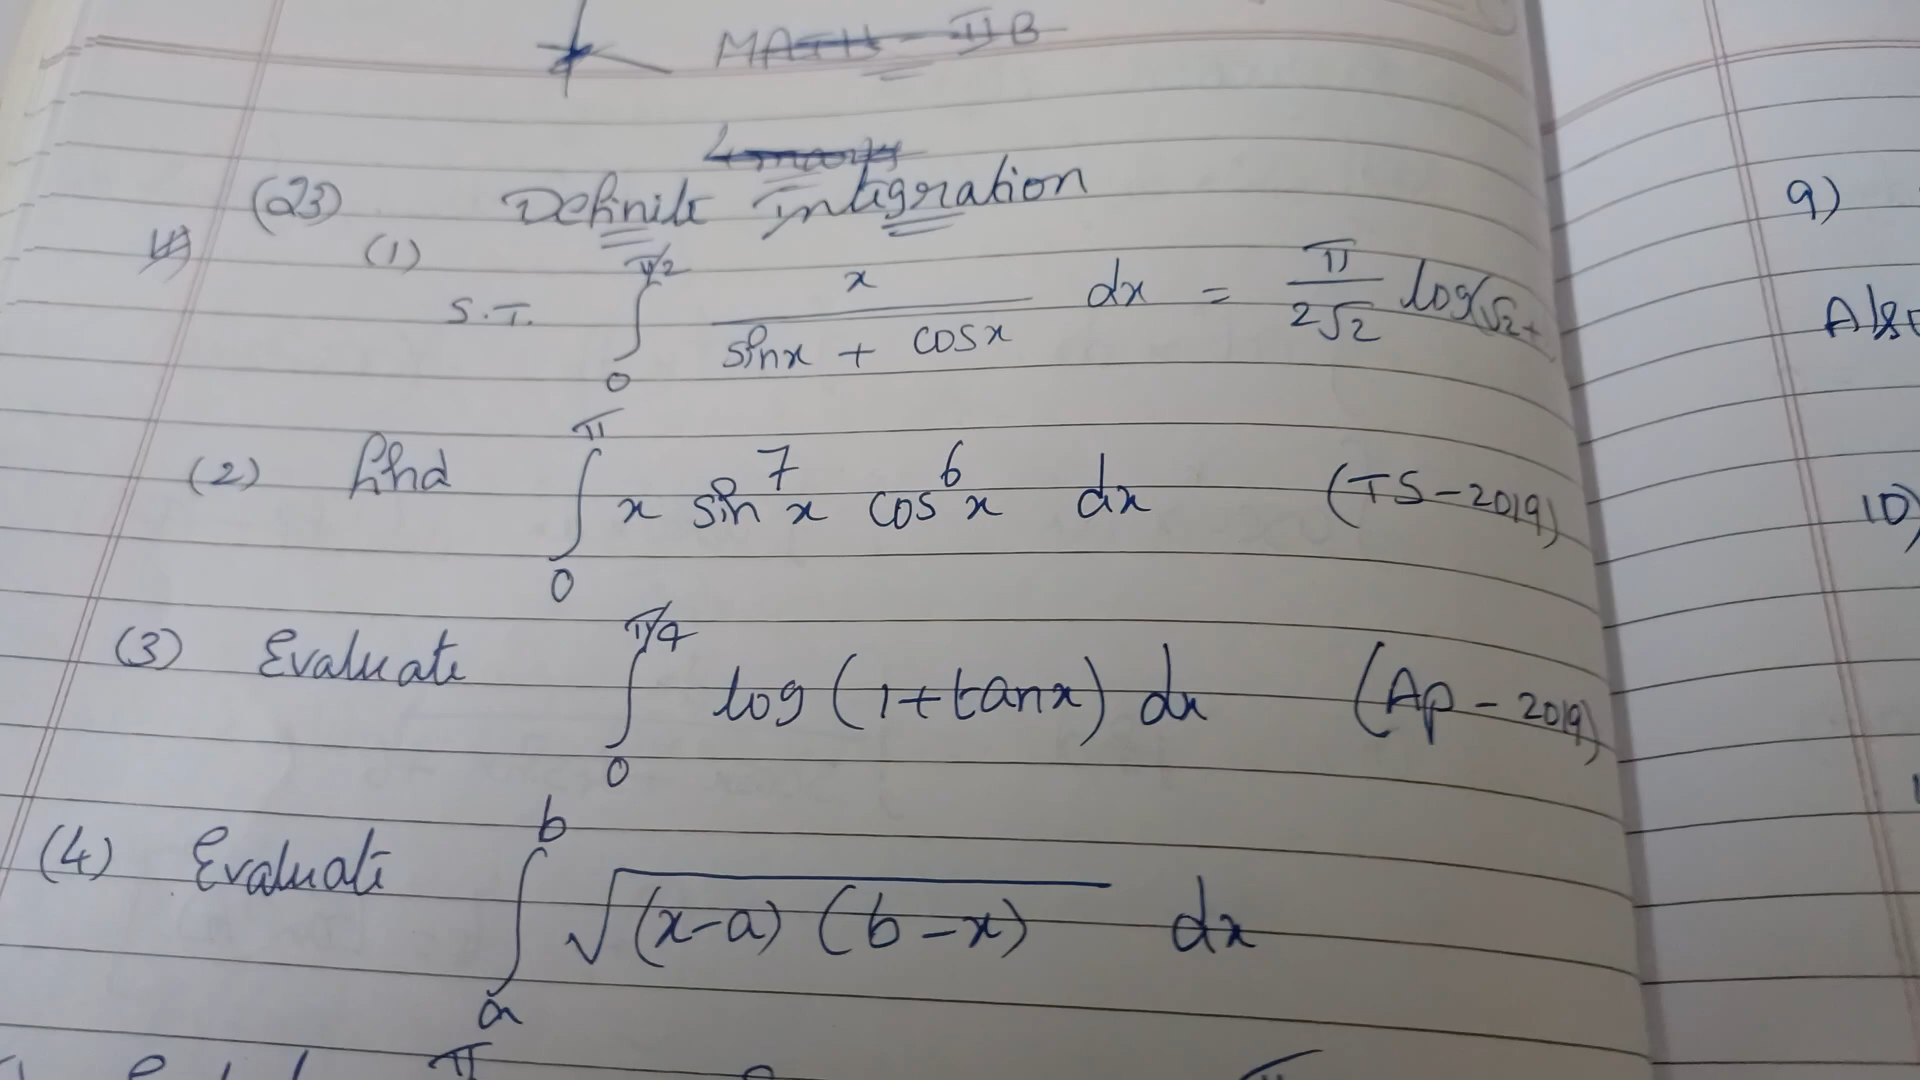 MATH - IIB
4 marks
(23) Definite Integration
(1)
S.T. ∫₀^{π/2} x / (sinx + cosx) dx = π / (2√2) log(√2+
(2) find ∫₀^π x sin⁷x cos⁶x dx (TS-2019)
(3) Evaluate ∫₀^{π/4} log (1+tanx) dx (AP - 2019)
(4) Evaluate ∫ₐ^b √((x-a) (b-x)) dx
π
9)
10)